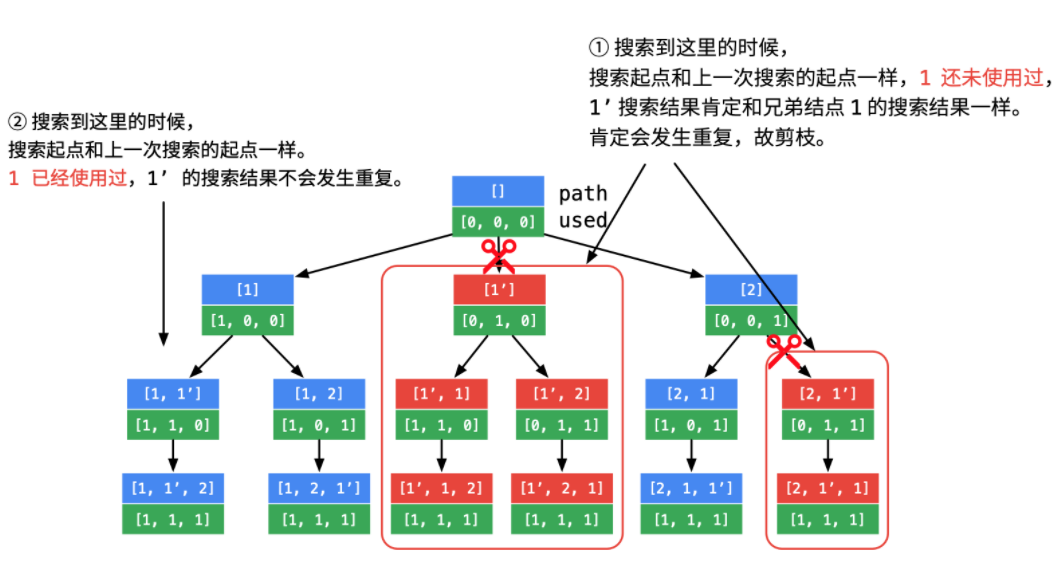 ① 搜索到这里的时候，
搜索起点和上一次搜索的起点一样，1 还未使用过，
1’ 搜索结果肯定和兄弟结点 1 的搜索结果一样。
肯定会发生重复，故剪枝。
② 搜索到这里的时候，
搜索起点和上一次搜索的起点一样。
1 已经使用过，1’ 的搜索结果不会发生重复。
[] path
[0, 0, 0] used
[1] [1’] [2]
[1, 0, 0] [0, 1, 0] [0, 0, 1]
[1, 1’] [1, 2] [1’, 1] [1’, 2] [2, 1] [2, 1’]
[1, 1, 0] [1, 0, 1] [1, 1, 0] [0, 1, 1] [1, 0, 1] [0, 1, 1]
[1, 1’, 2] [1, 2, 1’] [1’, 1, 2] [1’, 2, 1] [2, 1, 1’] [2, 1’, 1]
[1, 1, 1] [1, 1, 1] [1, 1, 1] [1, 1, 1] [1, 1, 1] [1, 1, 1]